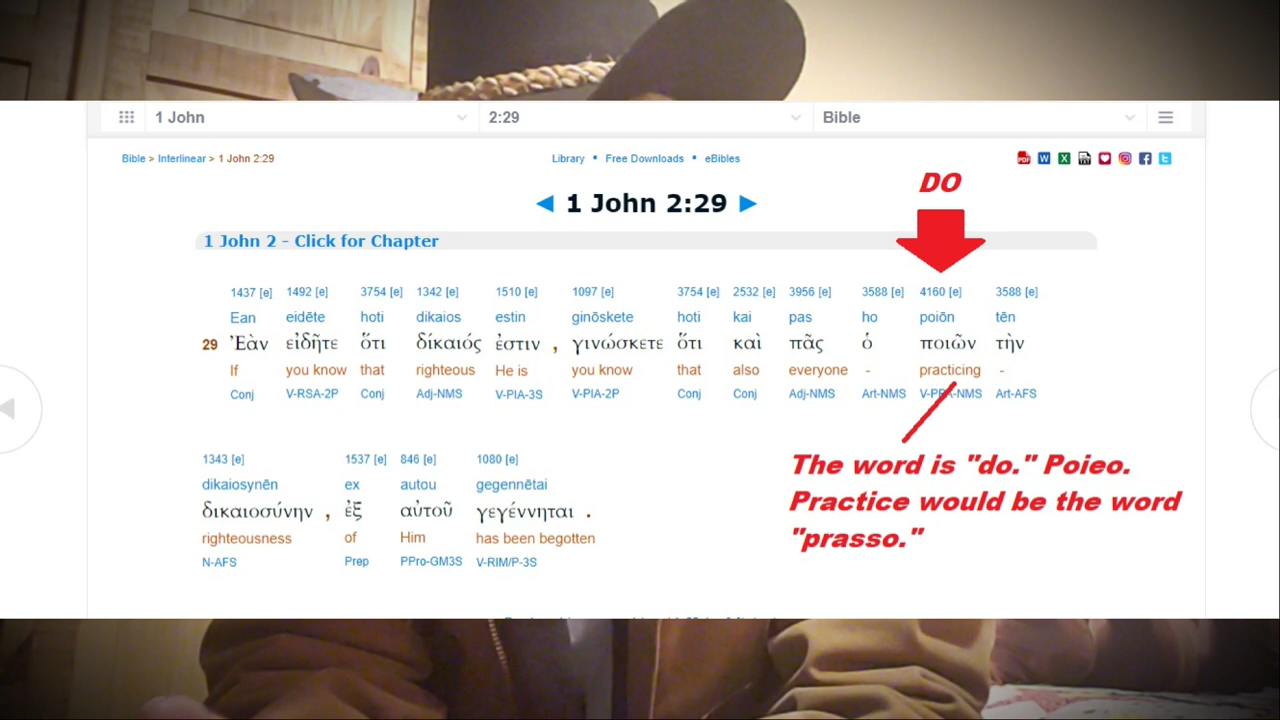 1 John 2:29 Bible
Bible > Interlinear > 1 John 2:29 Library • Free Downloads • eBibles
PDF W X TXT
DO
◄ 1 John 2:29 ►
1 John 2 - Click for Chapter
1437 [e] 1492 [e] 3754 [e] 1342 [e] 1510 [e] 1097 [e] 3754 [e] 2532 [e] 3956 [e] 3588 [e] 4160 [e] 3588 [e]
Ean eidēte hoti dikaios estin ginōskete hoti kai pas ho poiōn tēn
29 Ἐὰν εἰδῆτε ὅτι δίκαιός ἐστιν , γινώσκετε ὅτι καὶ πᾶς ὁ ποιῶν τὴν
If you know that righteous He is you know that also everyone - practicing -
Conj V-RSA-2P Conj Adj-NMS V-PIA-3S V-PIA-2P Conj Conj Adj-NMS Art-NMS V-PPA-NMS Art-AFS
1343 [e] 1537 [e] 846 [e] 1080 [e]
dikaiosynēn ex autou gegennētai
δικαιοσύνην , ἐξ αὐτοῦ γεγέννηται .
righteousness of Him has been begotten
N-AFS Prep PPro-GM3S V-RIM/P-3S
The word is "do." Poieo.
Practice would be the word
"prasso."